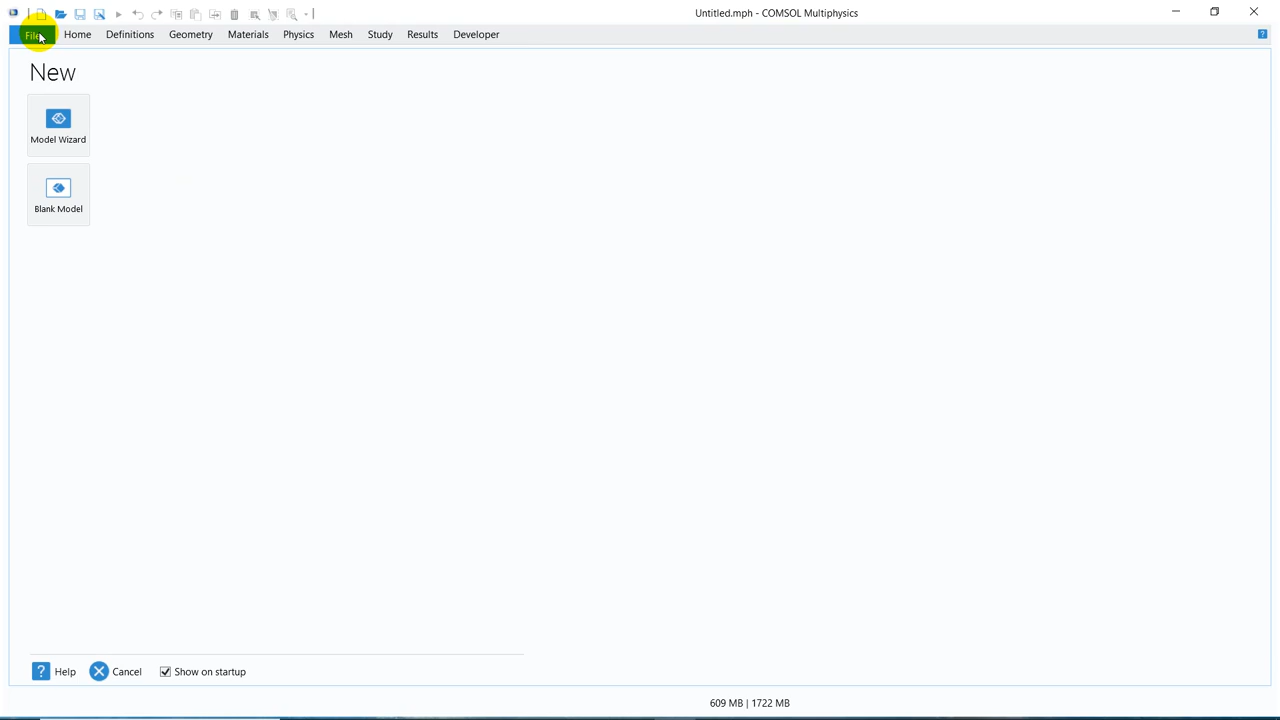 Untitled.mph - COMSOL Multiphysics
File Home Definitions Geometry Materials Physics Mesh Study Results Developer
?
New
Model Wizard
Blank Model
? Help Cancel Show on startup
609 MB | 1722 MB